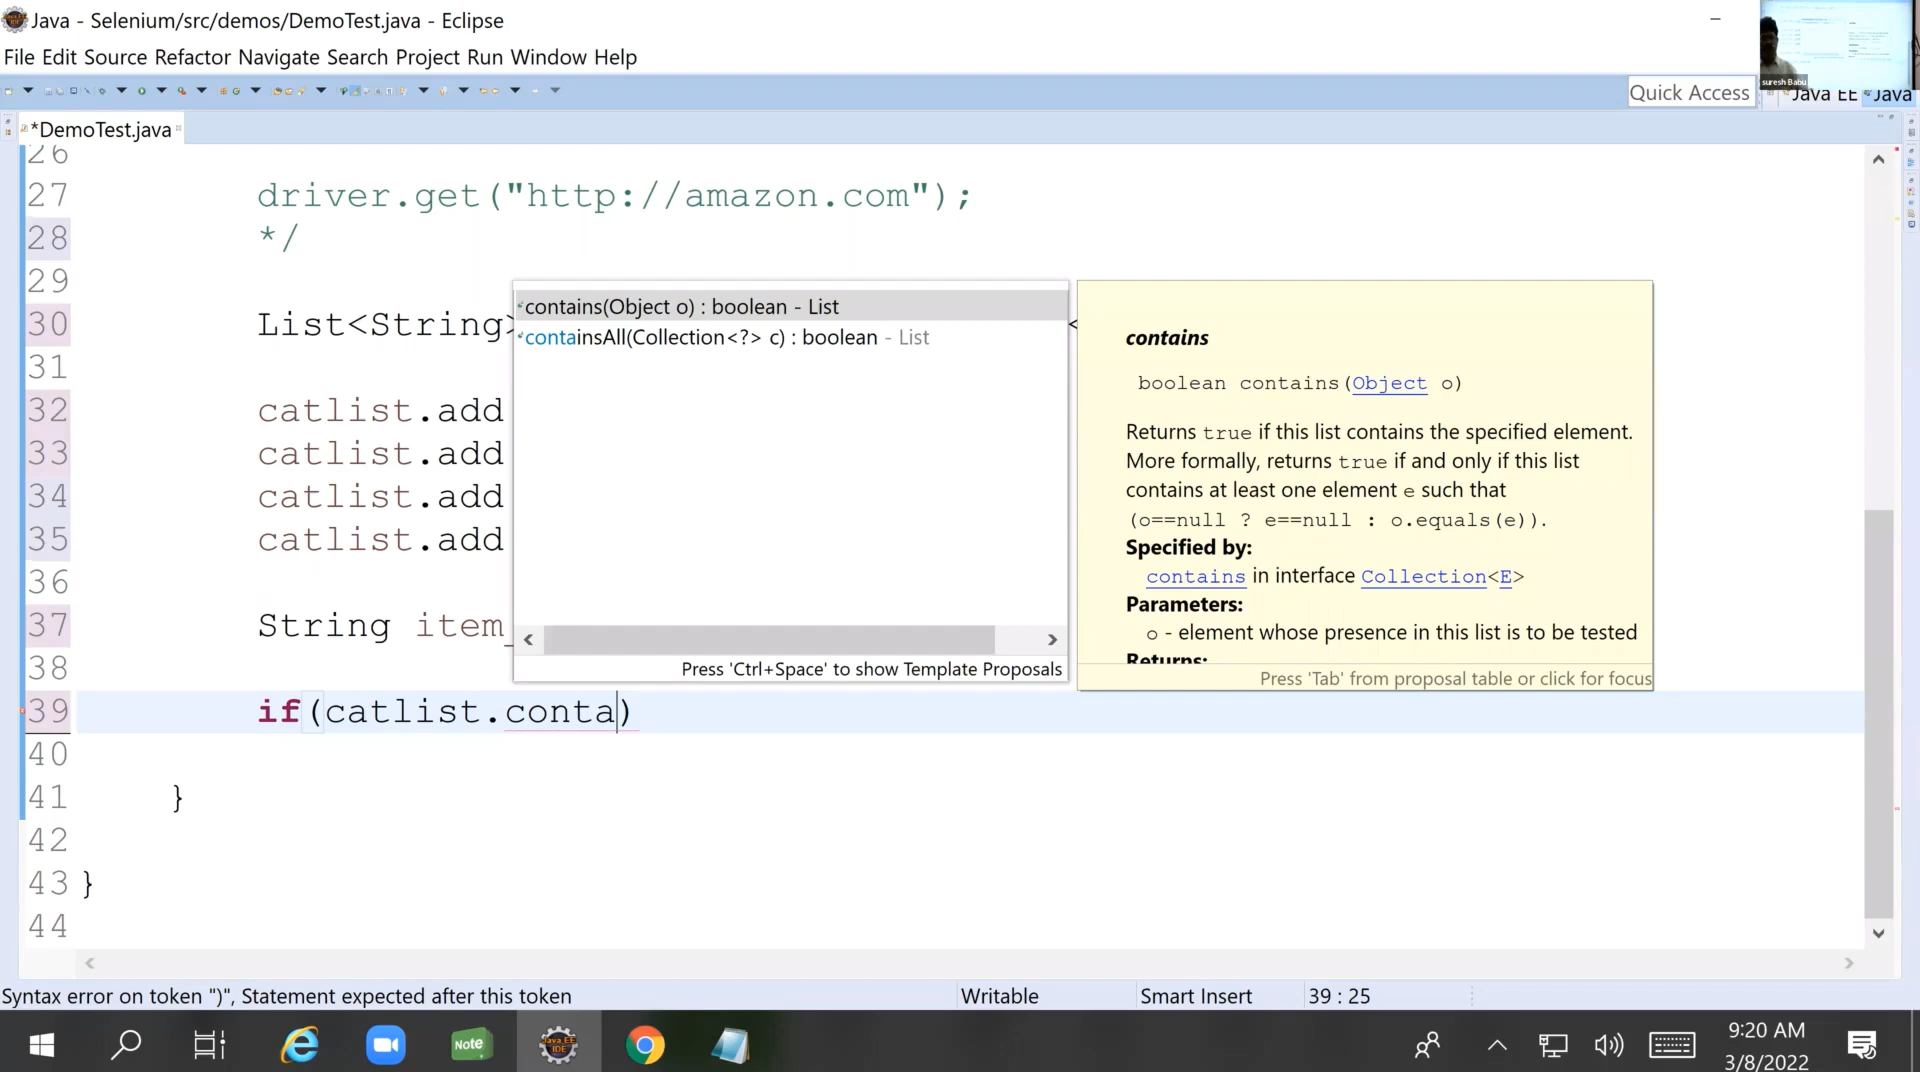 Java - Selenium/src/demos/DemoTest.java - Eclipse
File Edit Source Refactor Navigate Search Project Run Window Help
suresh Babu
Quick Access
Java EE
Java
*DemoTest.java
26
27 driver.get("http://amazon.com");
28 */
29
30 List<String> <
31
32 catlist.add
33 catlist.add
34 catlist.add
35 catlist.add
36
37 String item_
38
39 if(catlist.conta)
40
41 }
42
43 }
44
contains(Object o) : boolean - List
containsAll(Collection<?> c) : boolean - List
Press 'Ctrl+Space' to show Template Proposals
contains
boolean contains(Object o)
Returns true if this list contains the specified element.
More formally, returns true if and only if this list
contains at least one element e such that
(o==null ? e==null : o.equals(e)).
Specified by:
contains in interface Collection<E>
Parameters:
o - element whose presence in this list is to be tested
Returns:
Press 'Tab' from proposal table or click for focus
Syntax error on token ")", Statement expected after this token
Writable
Smart Insert
39 : 25
Note
Java EE
IDE
9:20 AM
3/8/2022